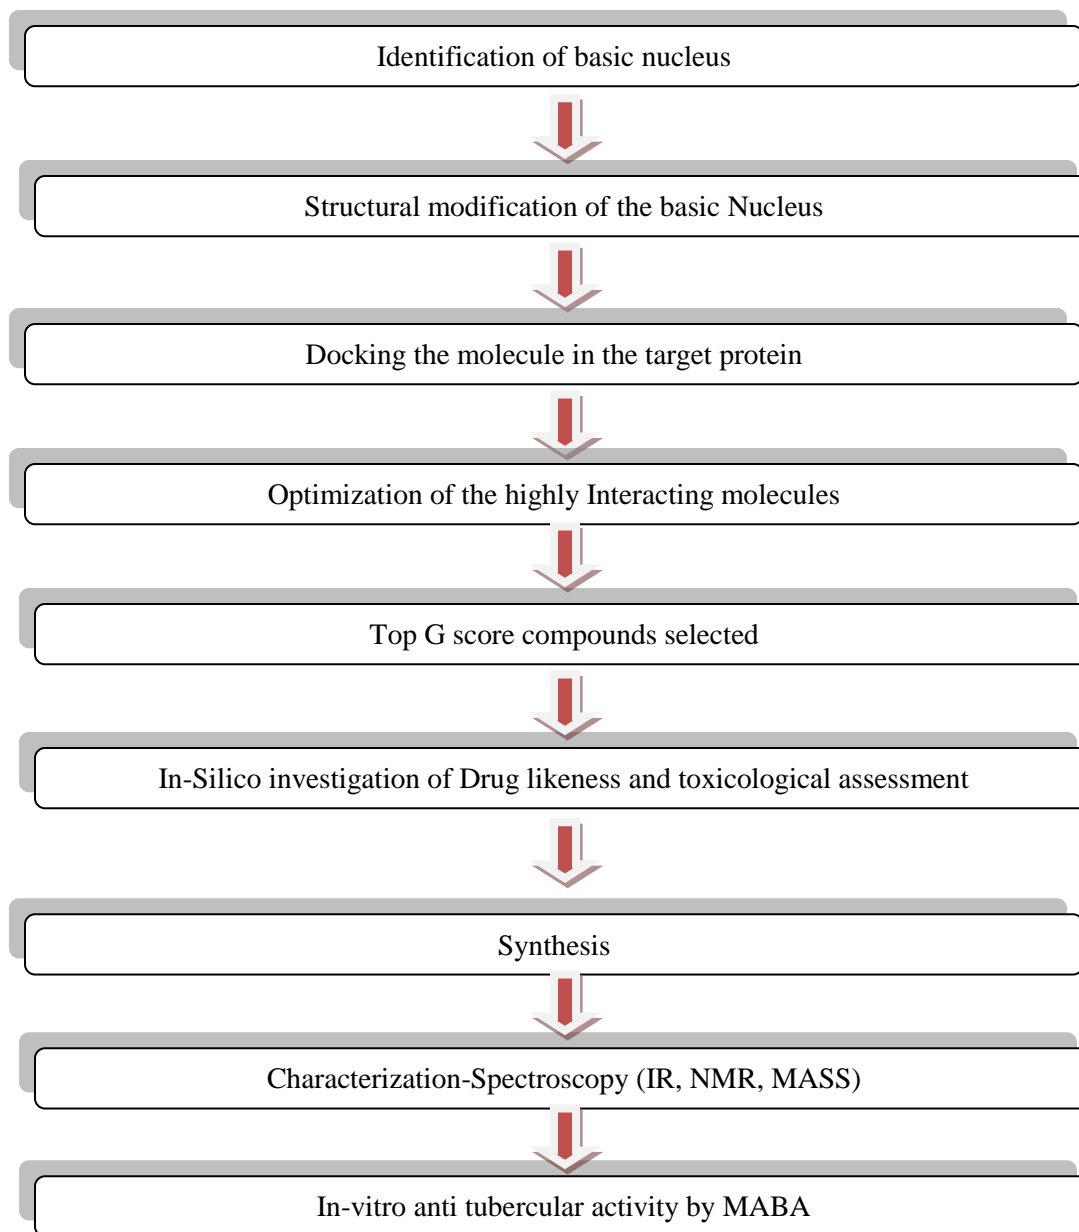 Identification of basic nucleus
Structural modification of the basic Nucleus
Docking the molecule in the target protein
Optimization of the highly Interacting molecules
Top G score compounds selected
In-Silico investigation of Drug likeness and toxicological assessment
Synthesis
Characterization-Spectroscopy (IR, NMR, MASS)
In-vitro anti tubercular activity by MABA